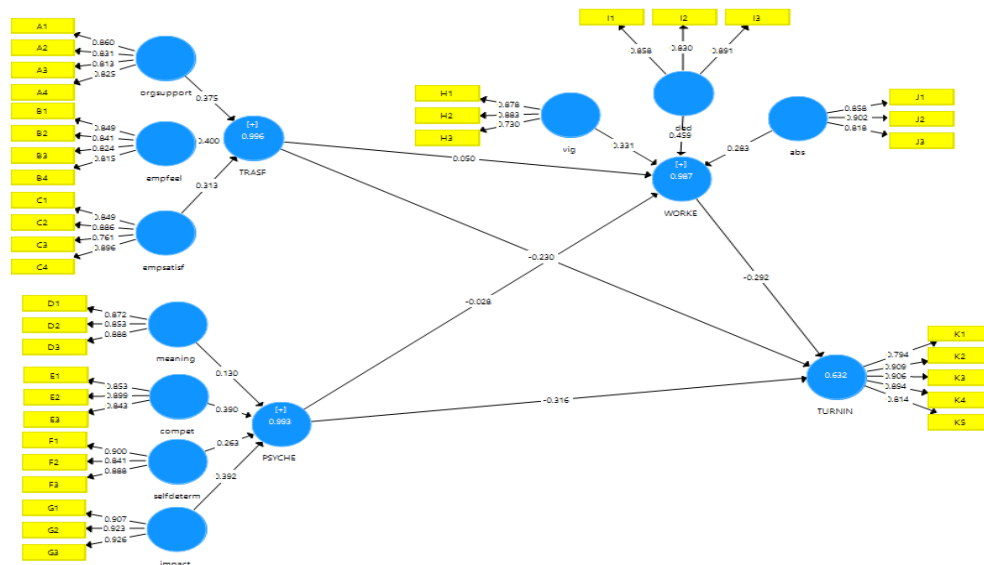 A1
A2
A3
A4
0.860
0.831
0.813
0.825
orgsupport
0.375
B1
B2
B3
B4
0.849
0.841
0.824
0.815
empfeel
0.400
C1
C2
C3
C4
0.849
0.886
0.761
0.896
empsatisf
0.313
[+]
0.996
TRASF
D1
D2
D3
0.872
0.853
0.888
meaning
0.130
E1
E2
E3
0.853
0.899
0.843
compet
0.390
F1
F2
F3
0.900
0.841
0.888
selfdeterm
0.263
G1
G2
G3
0.907
0.923
0.926
impact
0.392
[+]
0.993
PSYCHE
H1
H2
H3
0.878
0.883
0.730
vig
0.331
I1
I2
I3
0.858
0.830
0.891
ded
0.459
J1
J2
J3
0.858
0.902
0.818
abs
0.283
[+]
0.987
WORKE
0.050
-0.230
-0.028
-0.292
-0.316
0.632
TURNIN
K1
K2
K3
K4
K5
0.794
0.909
0.906
0.894
0.814